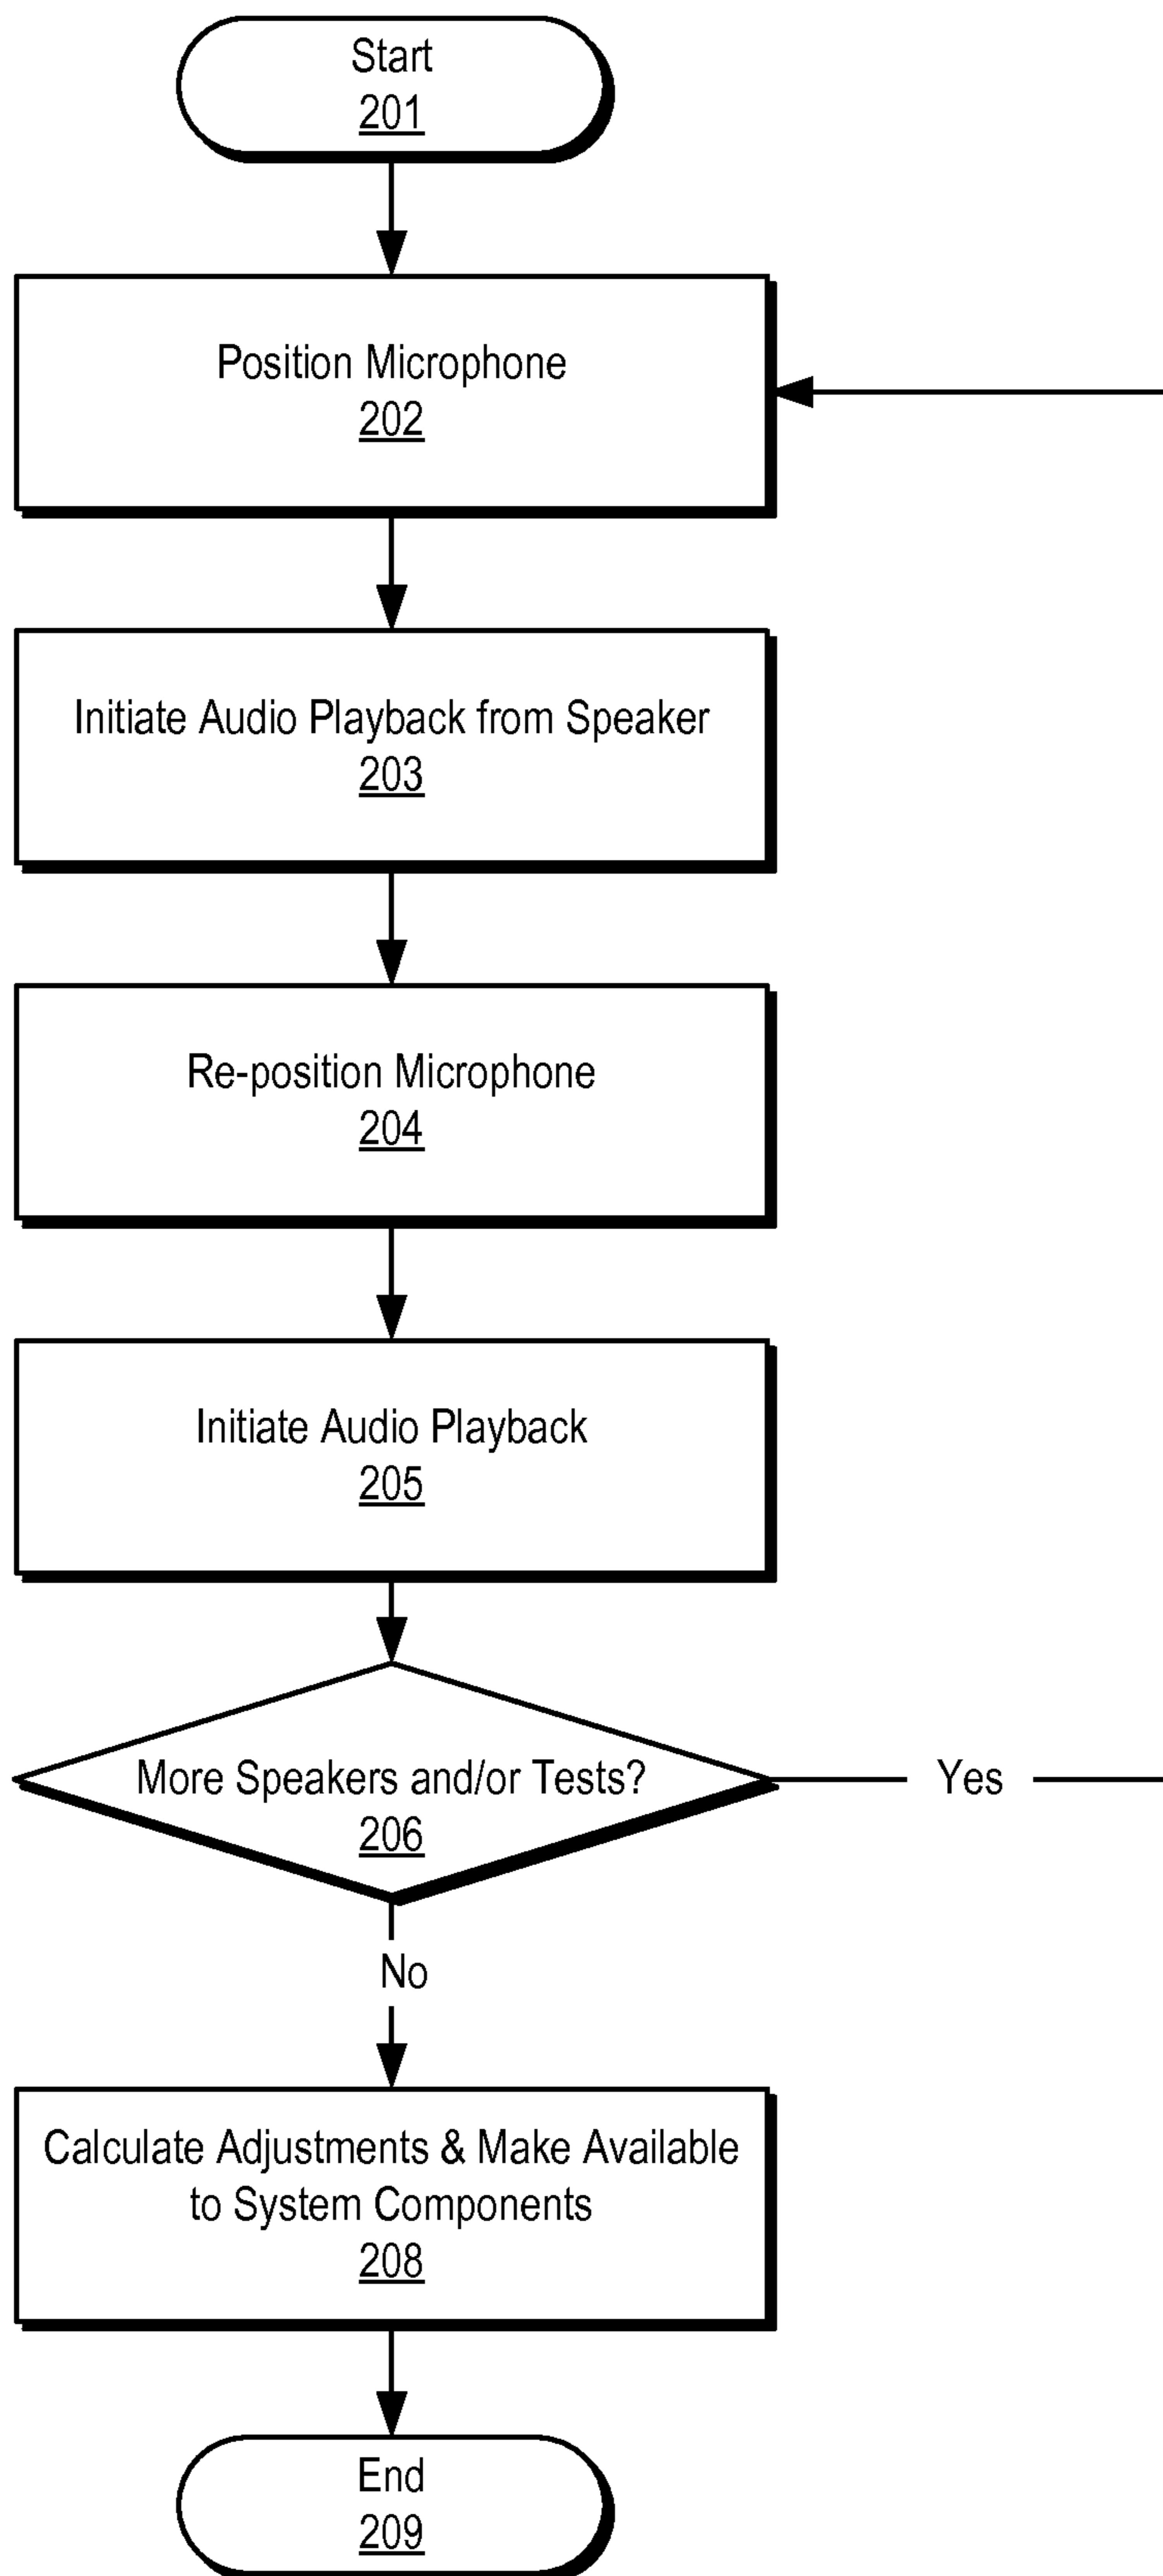 Start
201
Position Microphone
202
Initiate Audio Playback from Speaker
203
Re-position Microphone
204
Initiate Audio Playback
205
More Speakers and/or Tests?
206
Yes
No
Calculate Adjustments & Make Available
to System Components
208
End
209